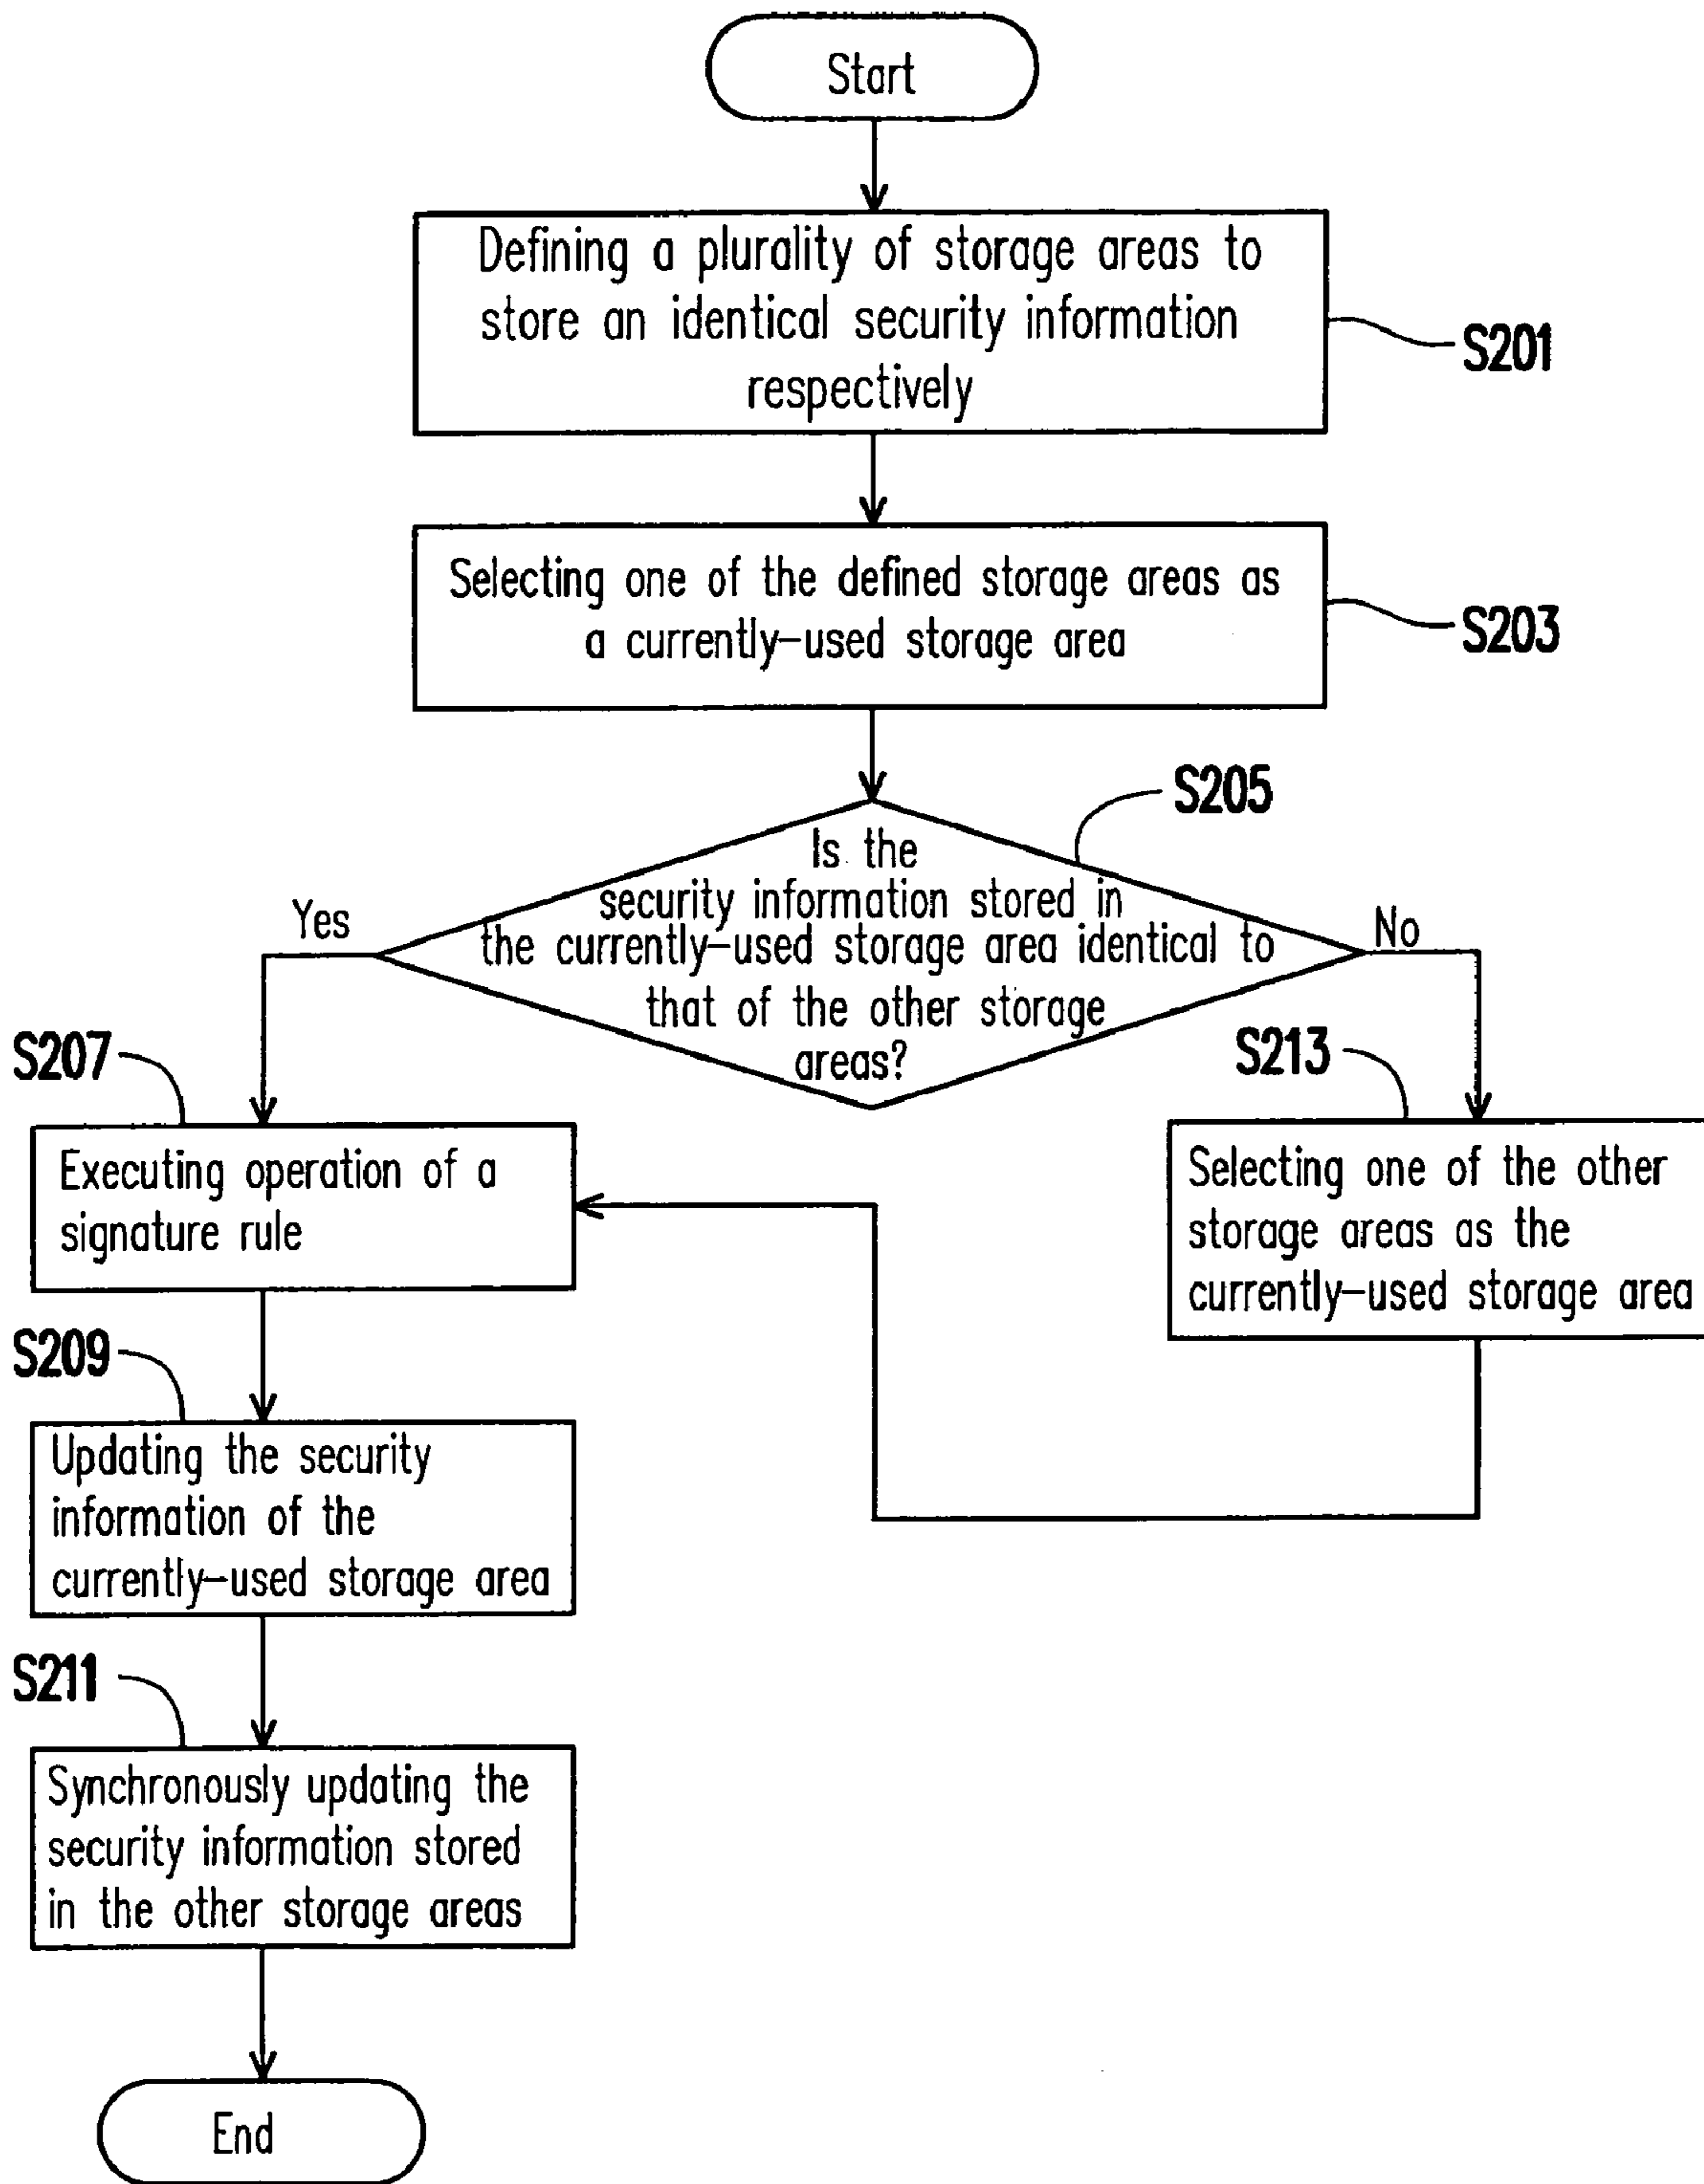 Start
Defining a plurality of storage areas to
store an identical security information
respectively
S201
Selecting one of the defined storage areas as
a currently-used storage area
S203
S205
Is the
security information stored in
the currently-used storage area identical to
that of the other storage
areas?
Yes
No
S207
Executing operation of a
signature rule
S213
Selecting one of the other
storage areas as the
currently-used storage area
S209
Updating the security
information of the
currently-used storage area
S211
Synchronously updating the
security information stored
in the other storage areas
End